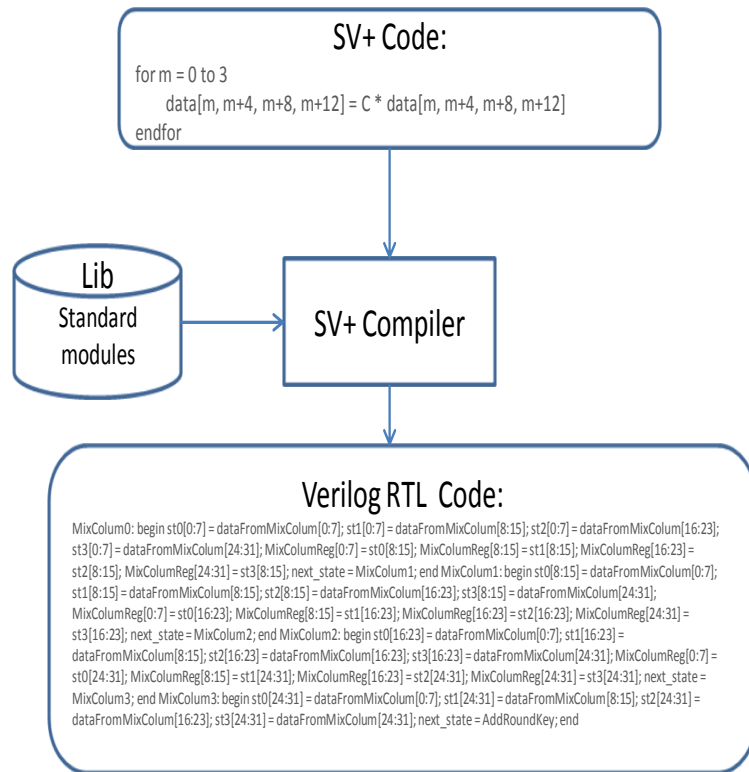 SV+ Code:
for m = 0 to 3
data[m, m+4, m+8, m+12] = C * data[m, m+4, m+8, m+12]
endfor
Lib
Standard
modules
SV+ Compiler
Verilog RTL Code:
MixColum0: begin st0[0:7] = dataFromMixColum[0:7]; st1[0:7] = dataFromMixColum[8:15]; st2[0:7] = dataFromMixColum[16:23];
st3[0:7] = dataFromMixColum[24:31]; MixColumReg[0:7] = st0[8:15]; MixColumReg[8:15] = st1[8:15]; MixColumReg[16:23] =
st2[8:15]; MixColumReg[24:31] = st3[8:15]; next_state = MixColum1; end MixColum1: begin st0[8:15] = dataFromMixColum[0:7];
st1[8:15] = dataFromMixColum[8:15]; st2[8:15] = dataFromMixColum[16:23]; st3[8:15] = dataFromMixColum[24:31];
MixColumReg[0:7] = st0[16:23]; MixColumReg[8:15] = st1[16:23]; MixColumReg[16:23] = st2[16:23]; MixColumReg[24:31] =
st3[16:23]; next_state = MixColum2; end MixColum2: begin st0[16:23] = dataFromMixColum[0:7]; st1[16:23] =
dataFromMixColum[8:15]; st2[16:23] = dataFromMixColum[16:23]; st3[16:23] = dataFromMixColum[24:31]; MixColumReg[0:7] =
st0[24:31]; MixColumReg[8:15] = st1[24:31]; MixColumReg[16:23] = st2[24:31]; MixColumReg[24:31] = st3[24:31]; next_state =
MixColum3; end MixColum3: begin st0[24:31] = dataFromMixColum[0:7]; st1[24:31] = dataFromMixColum[8:15]; st2[24:31] =
dataFromMixColum[16:23]; st3[24:31] = dataFromMixColum[24:31]; next_state = AddRoundKey; end